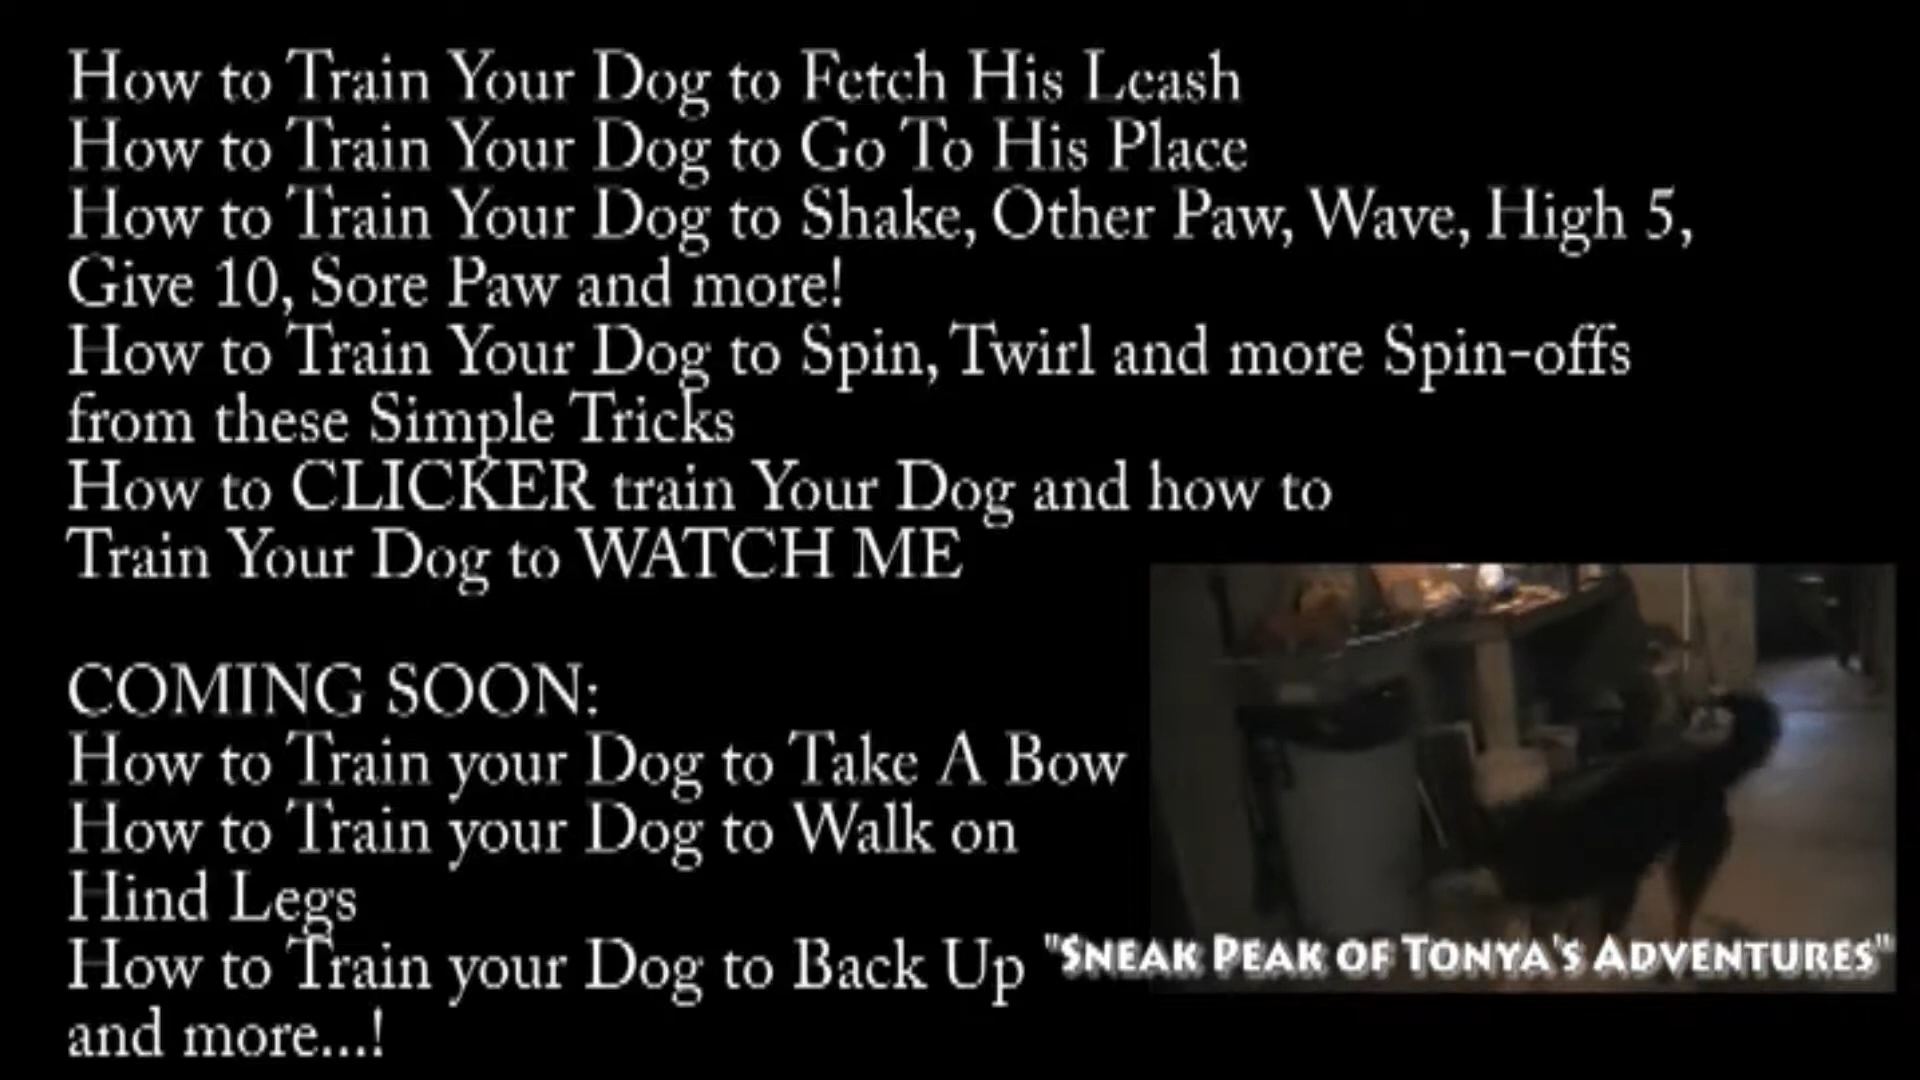 How to Train Your Dog to Fetch His Leash
How to Train Your Dog to Go To His Place
How to Train Your Dog to Shake, Other Paw, Wave, High 5,
Give 10, Sore Paw and more!
How to Train Your Dog to Spin, Twirl and more Spin-offs
from these Simple Tricks
How to CLICKER train Your Dog and how to
Train Your Dog to WATCH ME
COMING SOON:
How to Train your Dog to Take A Bow
How to Train your Dog to Walk on
Hind Legs
How to Train your Dog to Back Up
and more...!
"SNEAK PEAK OF TONYA'S ADVENTURES"